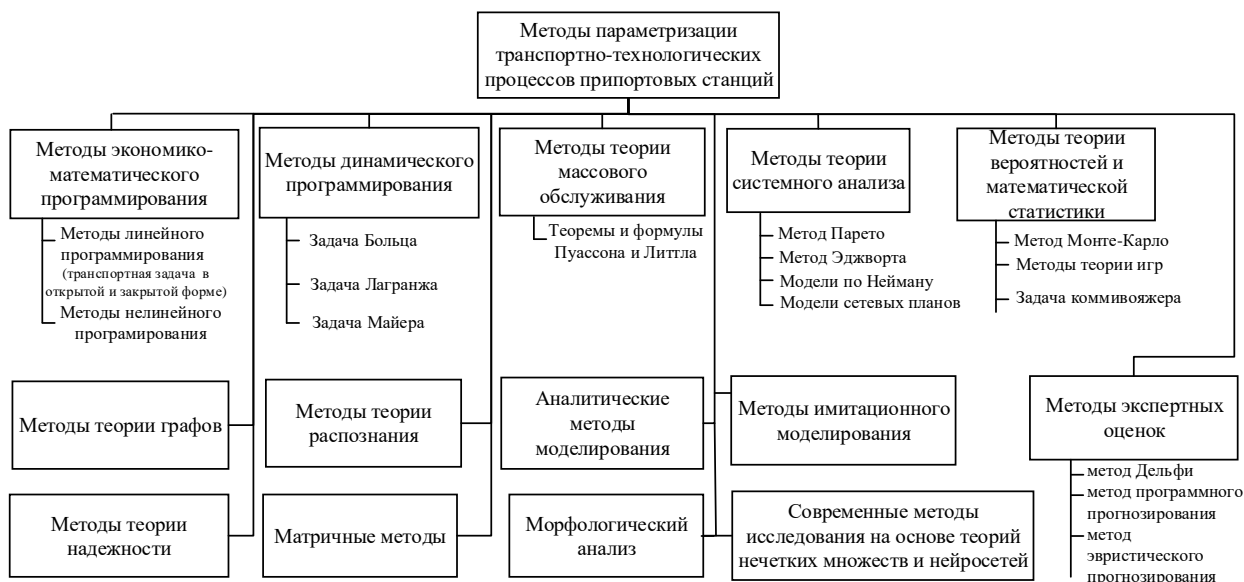 Методы параметризации
транспортно-технологических
процессов припортовых станций
Методы экономико-
математического
программирования
Методы линейного
программирования
(транспортная задача в
открытой и закрытой форме)
Методы нелинейного
програмирования
Методы динамического
программирования
Задача Больца
Задача Лагранжа
Задача Майера
Методы теории
массового
обслуживания
Теоремы и формулы
Пуассона и Литтла
Методы теории
системного анализа
Метод Парето
Метод Эджворта
Модели по Нейману
Модели сетевых планов
Методы теории
вероятностей и
математической
статистики
Метод Монте-Карло
Методы теории игр
Задача коммивояжера
Методы теории графов
Методы теории
распознания
Аналитические
методы
моделирования
Методы имитационного
моделирования
Методы экспертных
оценок
метод Дельфи
метод программного
прогнозирования
метод
эвристического
прогнозирования
Методы теории
надежности
Матричные методы
Морфологический
анализ
Современные методы
исследования на основе теорий
нечетких множеств и нейросетей